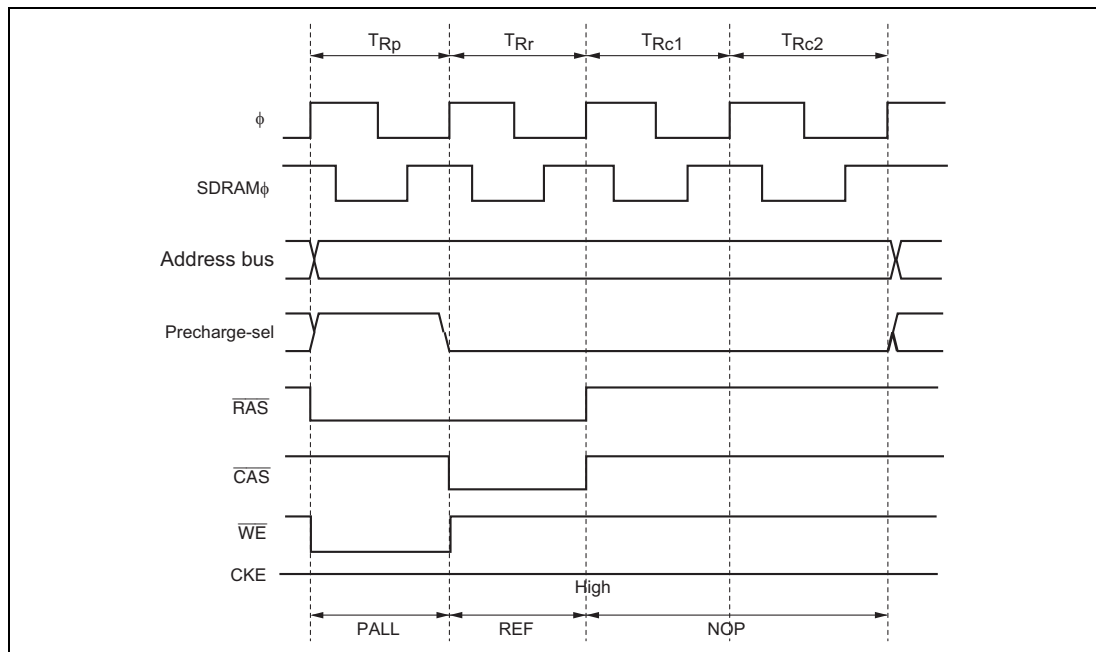 TRp TRr TRc1 TRc2
ϕ
SDRAMϕ
Address bus
Precharge-sel
RAS
CAS
WE
CKE
High
PALL REF NOP